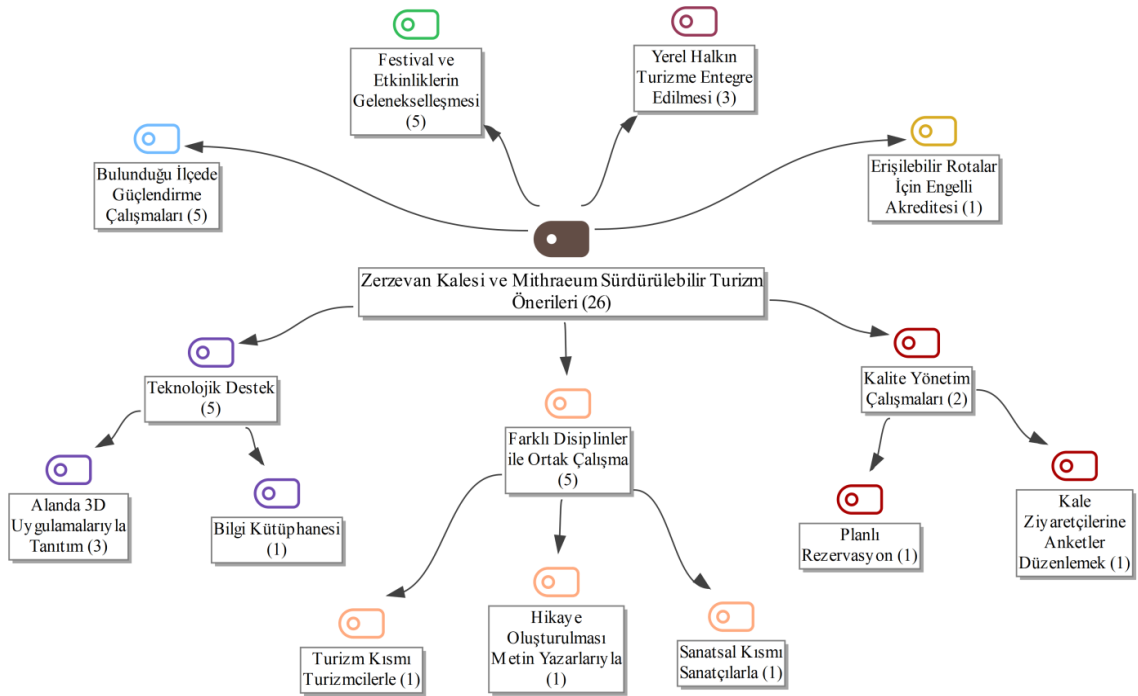 Festival ve
Etkinliklerin
Gelenekselleşmesi
(5)
Yerel Halkın
Turizme Entegre
Edilmesi (3)
Bulunduğu İlçede
Güçlendirme
Çalışmaları (5)
Erişilebilir Rotalar
İçin Engelli
Akreditesi (1)
Zerzevan Kalesi ve Mithraeum Sürdürülebilir Turizm
Önerileri (26)
Teknolojik Destek
(5)
Farklı Disiplinler
ile Ortak Çalışma
(5)
Kalite Yönetim
Çalışmaları (2)
Alanda 3D
Uygulamalarıyla
Tanıtım (3)
Bilgi Kütüphanesi
(1)
Planlı
Rezervasyon (1)
Kale
Ziyaretçilerine
Anketler
Düzenlemek (1)
Turizm Kısmı
Turizmcilerle (1)
Hikaye
Oluşturulması
Metin Yazarlarıyla
(1)
Sanatsal Kısmı
Sanatçılarla (1)